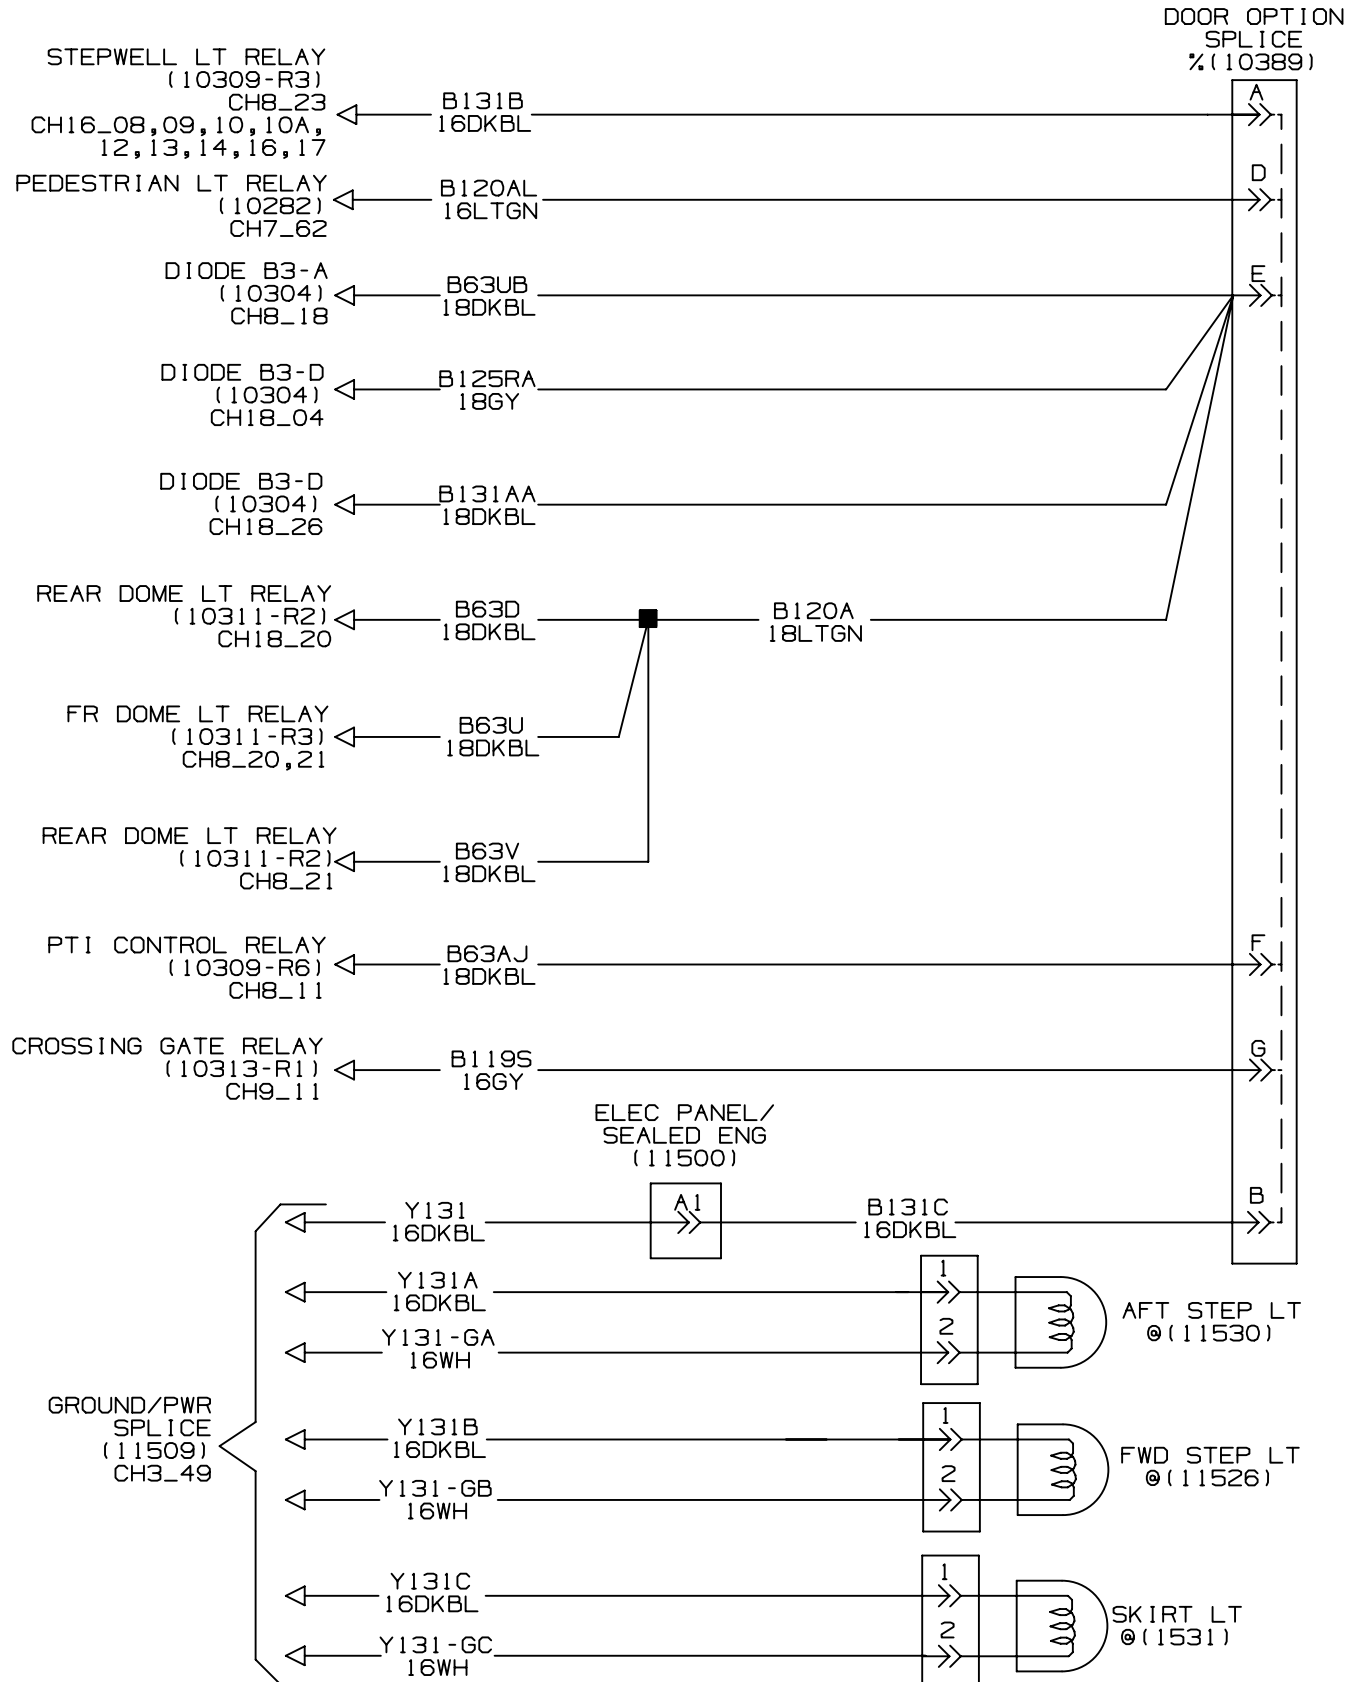 DOOR OPTION
SPLICE
%(10389)
STEPWELL LT RELAY
(10309-R3)
CH8_23
CH16_08,09,10,10A,
12,13,14,16,17
B131B
16DKBL
A
PEDESTRIAN LT RELAY
(10282)
CH7_62
B120AL
16LTGN
D
DIODE B3-A
(10304)
CH8_18
B63UB
18DKBL
E
DIODE B3-D
(10304)
CH18_04
B125RA
18GY
DIODE B3-D
(10304)
CH18_26
B131AA
18DKBL
REAR DOME LT RELAY
(10311-R2)
CH18_20
B63D
18DKBL
B120A
18LTGN
FR DOME LT RELAY
(10311-R3)
CH8_20,21
B63U
18DKBL
REAR DOME LT RELAY
(10311-R2)
CH8_21
B63V
18DKBL
PTI CONTROL RELAY
(10309-R6)
CH8_11
B63AJ
18DKBL
F
CROSSING GATE RELAY
(10313-R1)
CH9_11
B119S
16GY
G
ELEC PANEL/
SEALED ENG
(11500)
Y131
16DKBL
A1
B131C
16DKBL
B
Y131A
16DKBL
1
Y131-GA
16WH
2
AFT STEP LT
@(11530)
GROUND/PWR
SPLICE
(11509)
CH3_49
Y131B
16DKBL
1
Y131-GB
16WH
2
FWD STEP LT
@(11526)
Y131C
16DKBL
1
Y131-GC
16WH
2
SKIRT LT
@(1531)